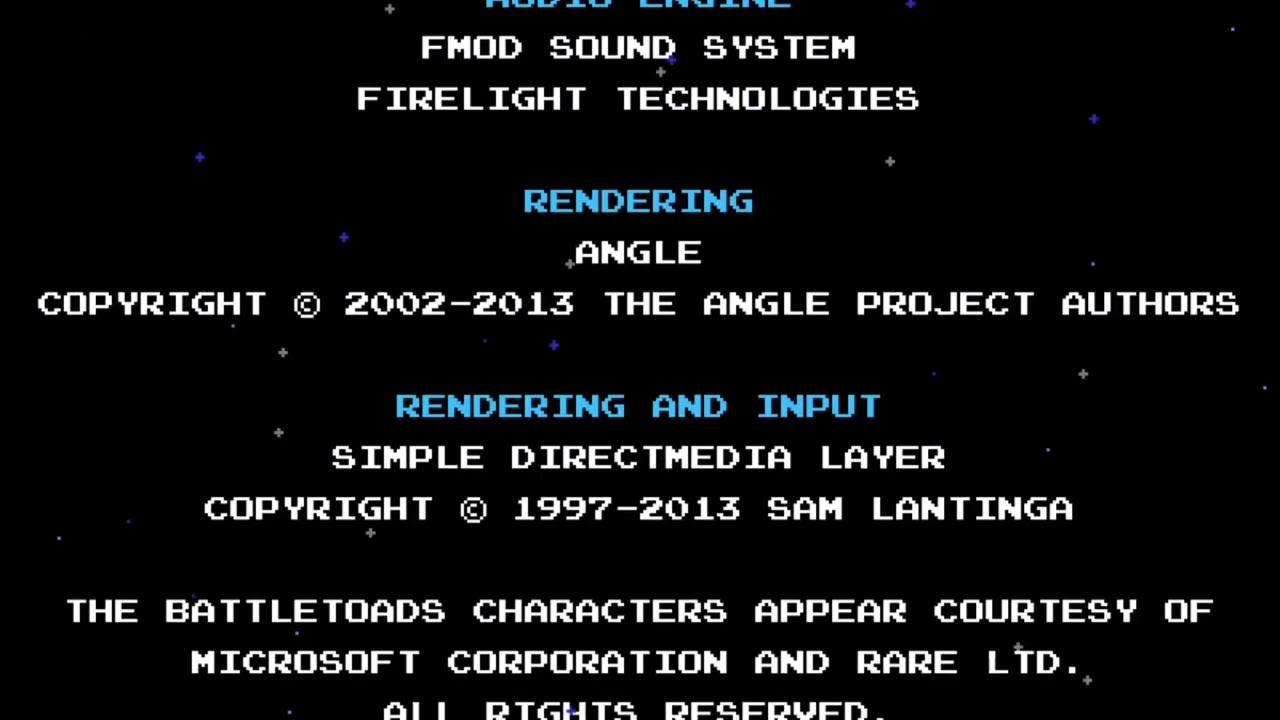 AUDIO ENGINE
FMOD SOUND SYSTEM
FIRELIGHT TECHNOLOGIES
RENDERING
ANGLE
COPYRIGHT © 2002-2013 THE ANGLE PROJECT AUTHORS
RENDERING AND INPUT
SIMPLE DIRECTMEDIA LAYER
COPYRIGHT © 1997-2013 SAM LANTINGA
THE BATTLETOADS CHARACTERS APPEAR COURTESY OF
MICROSOFT CORPORATION AND RARE LTD.
ALL RIGHTS RESERVED.